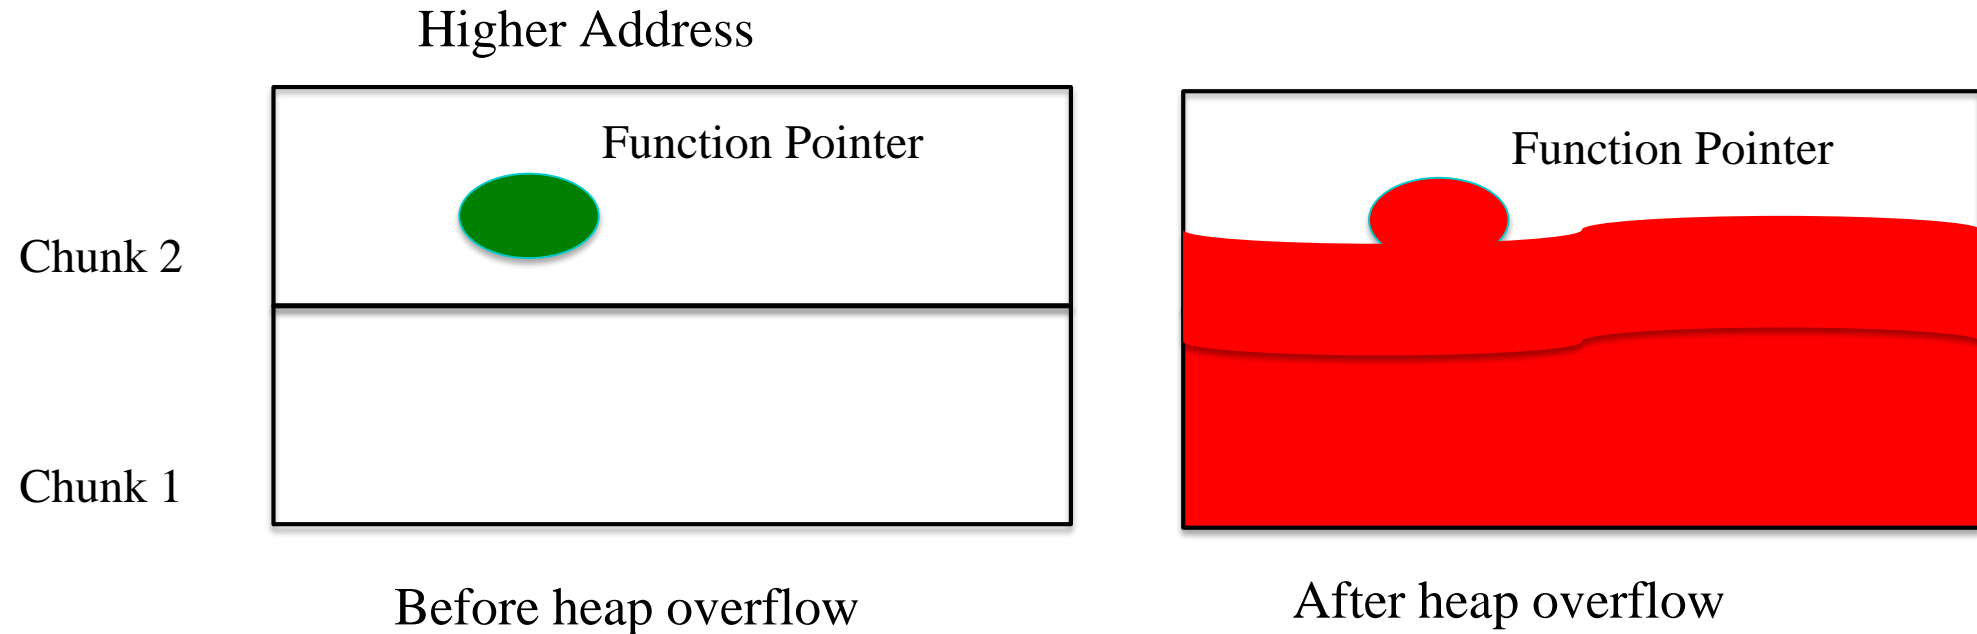 Higher Address
Function Pointer
Function Pointer
Chunk 2
Chunk 1
Before heap overflow
After heap overflow